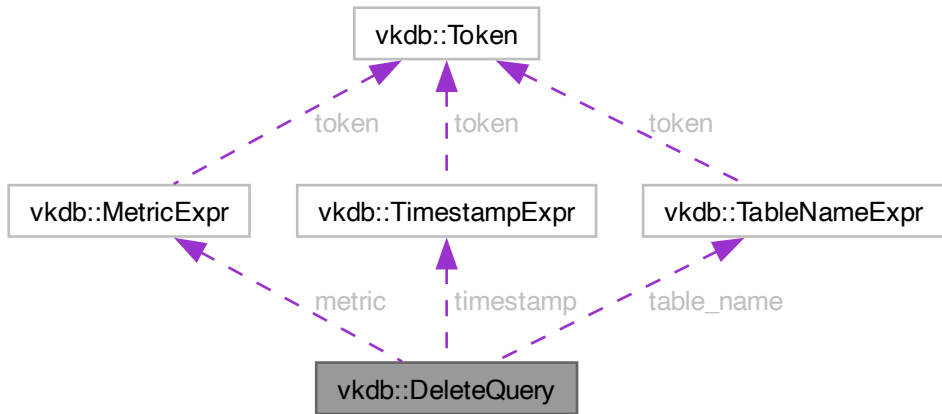 vkdb::Token
token token token
vkdb::MetricExpr vkdb::TimestampExpr vkdb::TableNameExpr
metric timestamp table_name
vkdb::DeleteQuery